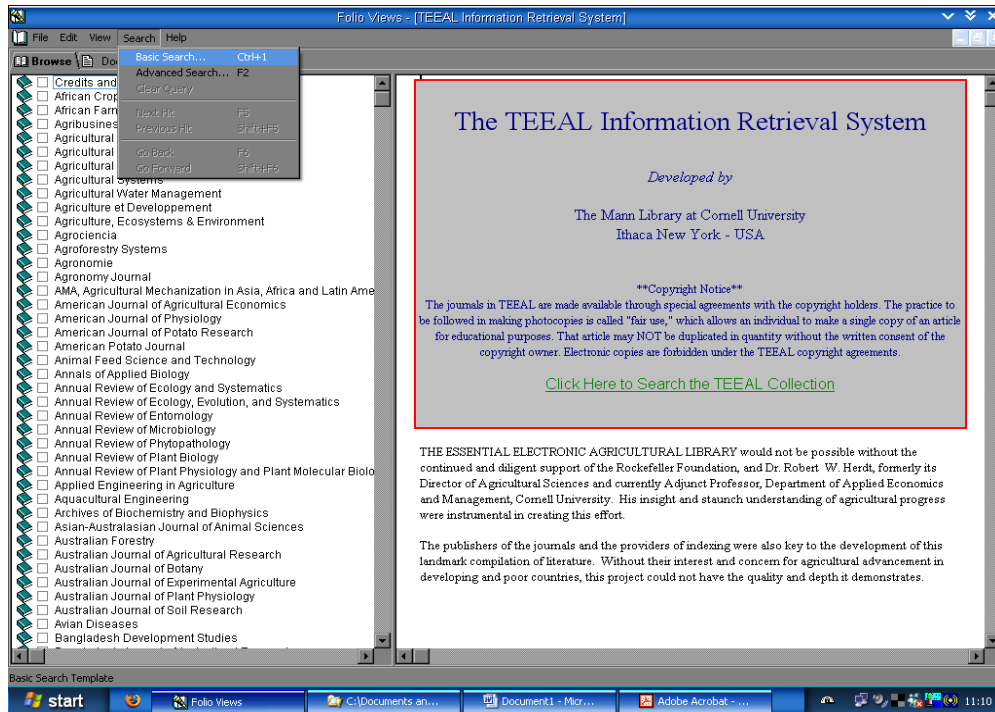 Folio Views - [TEEAL Information Retrieval System]
File Edit View Search Help
Browse Doc
Basic Search... Ctrl+1
Advanced Search... F2
Clear Query
Next Hit F5
Previous Hit Shift+F5
Go Back F6
Go Forward Shift+F6
Credits and
African Crop
African Farm
Agribusines
Agricultural
Agricultural
Agricultural
Agricultural Systems
Agricultural Water Management
Agriculture et Developpement
Agriculture, Ecosystems & Environment
Agrociencia
Agroforestry Systems
Agronomie
Agronomy Journal
AMA, Agricultural Mechanization in Asia, Africa and Latin Ame
American Journal of Agricultural Economics
American Journal of Physiology
American Journal of Potato Research
American Potato Journal
Animal Feed Science and Technology
Annals of Applied Biology
Annual Review of Ecology and Systematics
Annual Review of Ecology, Evolution, and Systematics
Annual Review of Entomology
Annual Review of Microbiology
Annual Review of Phytopathology
Annual Review of Plant Biology
Annual Review of Plant Physiology and Plant Molecular Biolo
Applied Engineering in Agriculture
Aquacultural Engineering
Archives of Biochemistry and Biophysics
Asian-Australasian Journal of Animal Sciences
Australian Forestry
Australian Journal of Agricultural Research
Australian Journal of Botany
Australian Journal of Experimental Agriculture
Australian Journal of Plant Physiology
Australian Journal of Soil Research
Avian Diseases
Bangladesh Development Studies
The TEEAL Information Retrieval System
Developed by
The Mann Library at Cornell University
Ithaca New York - USA
**Copyright Notice**
The journals in TEEAL are made available through special agreements with the copyright holders. The practice to
be followed in making photocopies is called "fair use," which allows an individual to make a single copy of an article
for educational purposes. That article may NOT be duplicated in quantity without the written consent of the
copyright owner. Electronic copies are forbidden under the TEEAL copyright agreements.
Click Here to Search the TEEAL Collection
THE ESSENTIAL ELECTRONIC AGRICULTURAL LIBRARY would not be possible without the
continued and diligent support of the Rockefeller Foundation, and Dr. Robert W. Herdt, formerly its
Director of Agricultural Sciences and currently Adjunct Professor, Department of Applied Economics
and Management, Cornell University. His insight and staunch understanding of agricultural progress
were instrumental in creating this effort.
The publishers of the journals and the providers of indexing were also key to the development of this
landmark compilation of literature. Without their interest and concern for agricultural advancement in
developing and poor countries, this project could not have the quality and depth it demonstrates.
Basic Search Template
start
Folio Views
C:\Documents an...
Document1 - Micr...
Adobe Acrobat - ...
11:10